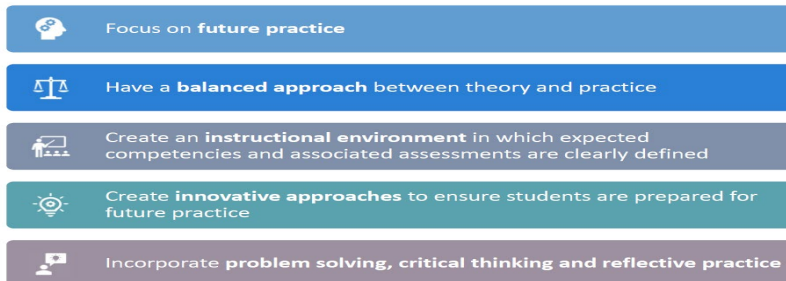 Focus on future practice
Have a balanced approach between theory and practice
Create an instructional environment in which expected
competencies and associated assessments are clearly defined
Create innovative approaches to ensure students are prepared for
future practice
Incorporate problem solving, critical thinking and reflective practice